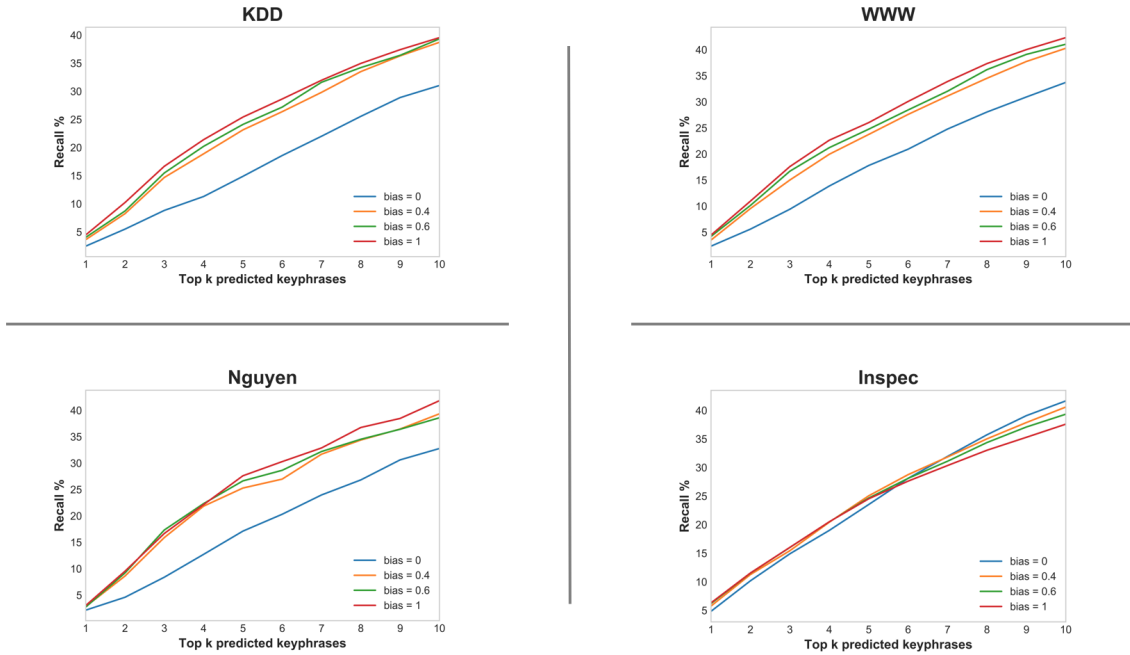 KDD
40
35
30
25
20
15
10
5
Recall %
bias = 0
bias = 0.4
bias = 0.6
bias = 1
1 2 3 4 5 6 7 8 9 10
Top k predicted keyphrases
WWW
40
35
30
25
20
15
10
5
Recall %
bias = 0
bias = 0.4
bias = 0.6
bias = 1
1 2 3 4 5 6 7 8 9 10
Top k predicted keyphrases
Nguyen
40
35
30
25
20
15
10
5
Recall %
bias = 0
bias = 0.4
bias = 0.6
bias = 1
1 2 3 4 5 6 7 8 9 10
Top k predicted keyphrases
Inspec
40
35
30
25
20
15
10
5
Recall %
bias = 0
bias = 0.4
bias = 0.6
bias = 1
1 2 3 4 5 6 7 8 9 10
Top k predicted keyphrases